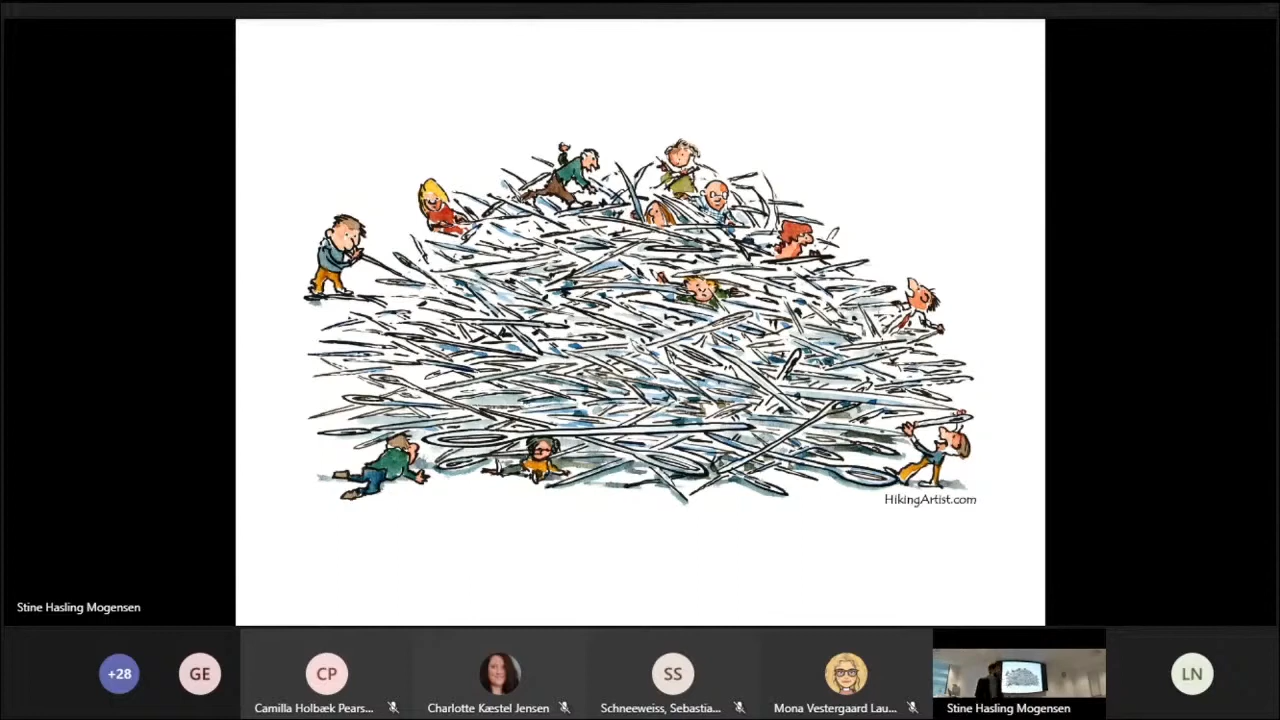 HikingArtist.com
Stine Hasling Mogensen
+28
GE
CP
SS
LN
Camilla Holbæk Pears...
Charlotte Kæstel Jensen
Schneeweiss, Sebastia...
Mona Vestergaard Lau...
Stine Hasling Mogensen